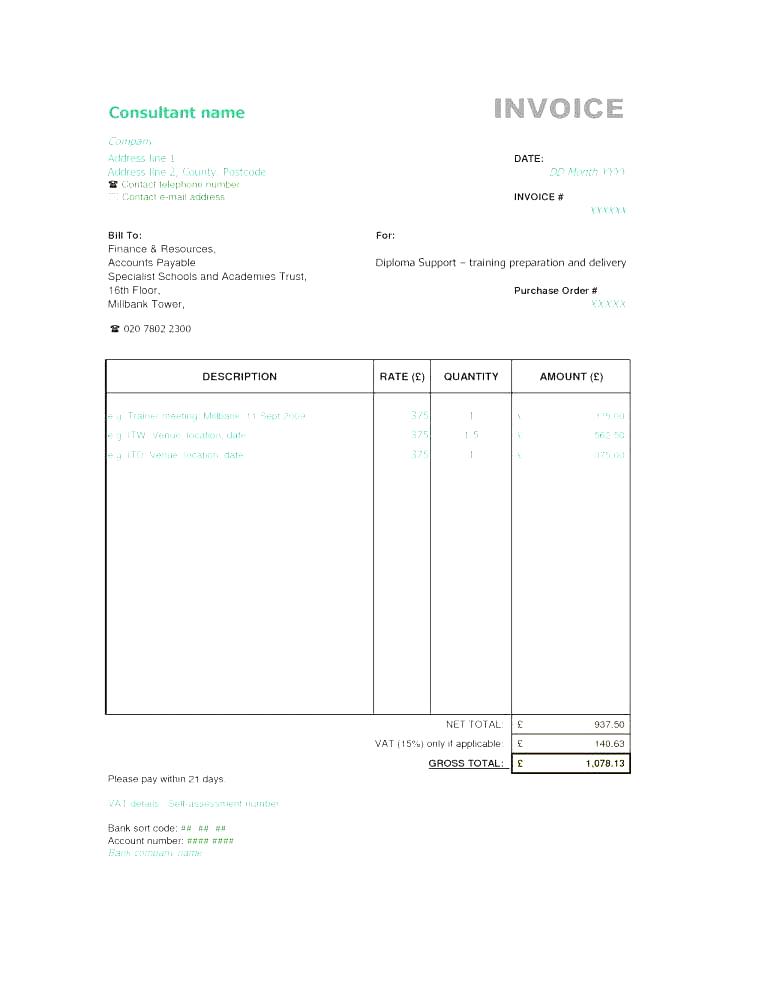 Consultant name
INVOICE
Company
Address line 1
Address line 2, County, Postcode
☎ Contact telephone number
Contact e-mail address
DATE:
DD Month YYYY
INVOICE #
XXXXXX
Bill To:
Finance & Resources,
Accounts Payable
Specialist Schools and Academies Trust,
16th Floor,
Millbank Tower,
☎ 020 7802 2300
For:
Diploma Support – training preparation and delivery
Purchase Order #
XXXXX
DESCRIPTION RATE (£) QUANTITY AMOUNT (£)
e.g. Trainer meeting, Millbank, 11 Sept 2009 375 1 £ 375.00
e.g. ITW: Venue, location, date 375 1.5 £ 562.50
e.g. Venue, location, date 375 1 £ 375.00
NET TOTAL: £ 937.50
VAT (15%) only if applicable: £ 140.63
GROSS TOTAL: £ 1,078.13
Please pay within 21 days.
VAT details: Self-assessment number
Bank sort code: ## ## ##
Account number: #### ####
Bank company name